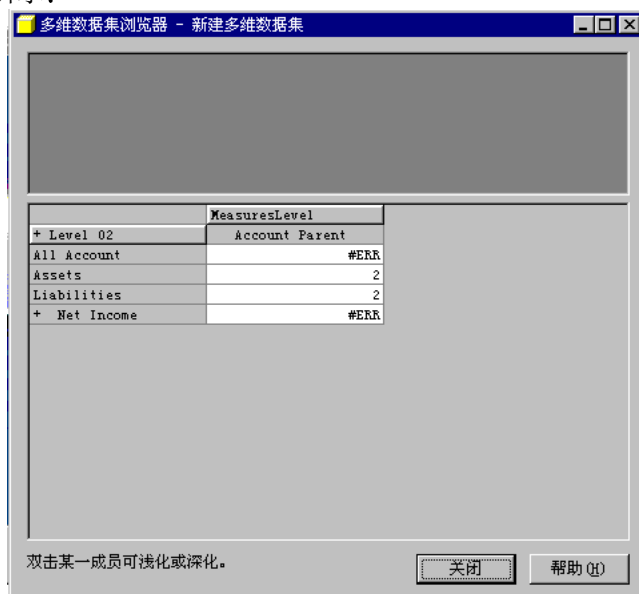 多维数据集浏览器 - 新建多维数据集
MeasuresLevel
+ Level 02 Account Parent
All Account #ERR
Assets 2
Liabilities 2
+ Net Income #ERR
双击某一成员可浅化或深化。
关闭 帮助(H)